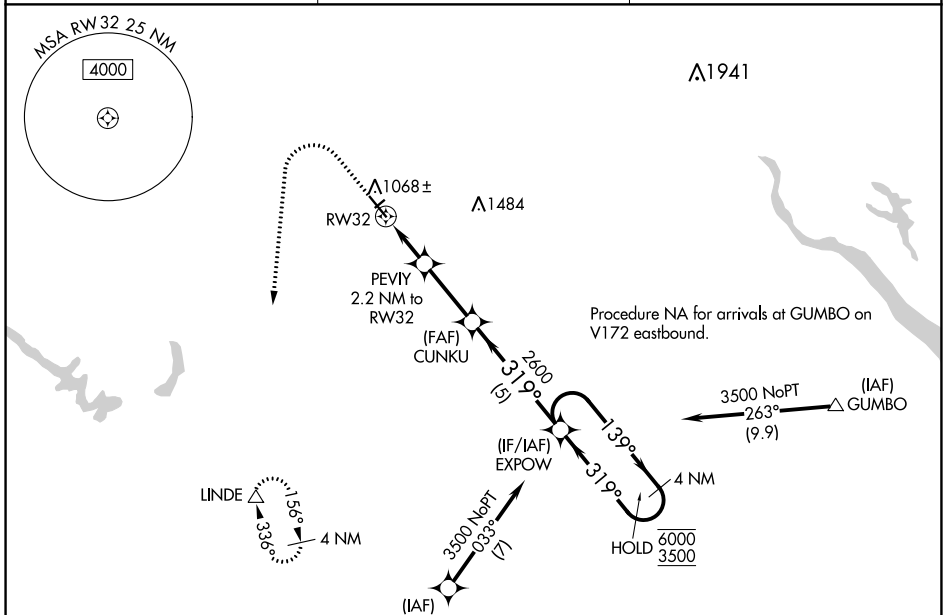 MSA RW32 25 NM
4000
1941
1068±
1484
RW32
PEVIY
2.2 NM to
RW32
(FAF)
CUNKU
Procedure NA for arrivals at GUMBO on
V172 eastbound.
2600
319°
(5)
3500 NoPT
263°
(9.9)
(IAF)
GUMBO
(IF/IAF)
EXPOW
139°
319°
4 NM
HOLD
6000
3500
LINDE
156°
336°
4 NM
3500 NoPT
033°
(7)
(IAF)